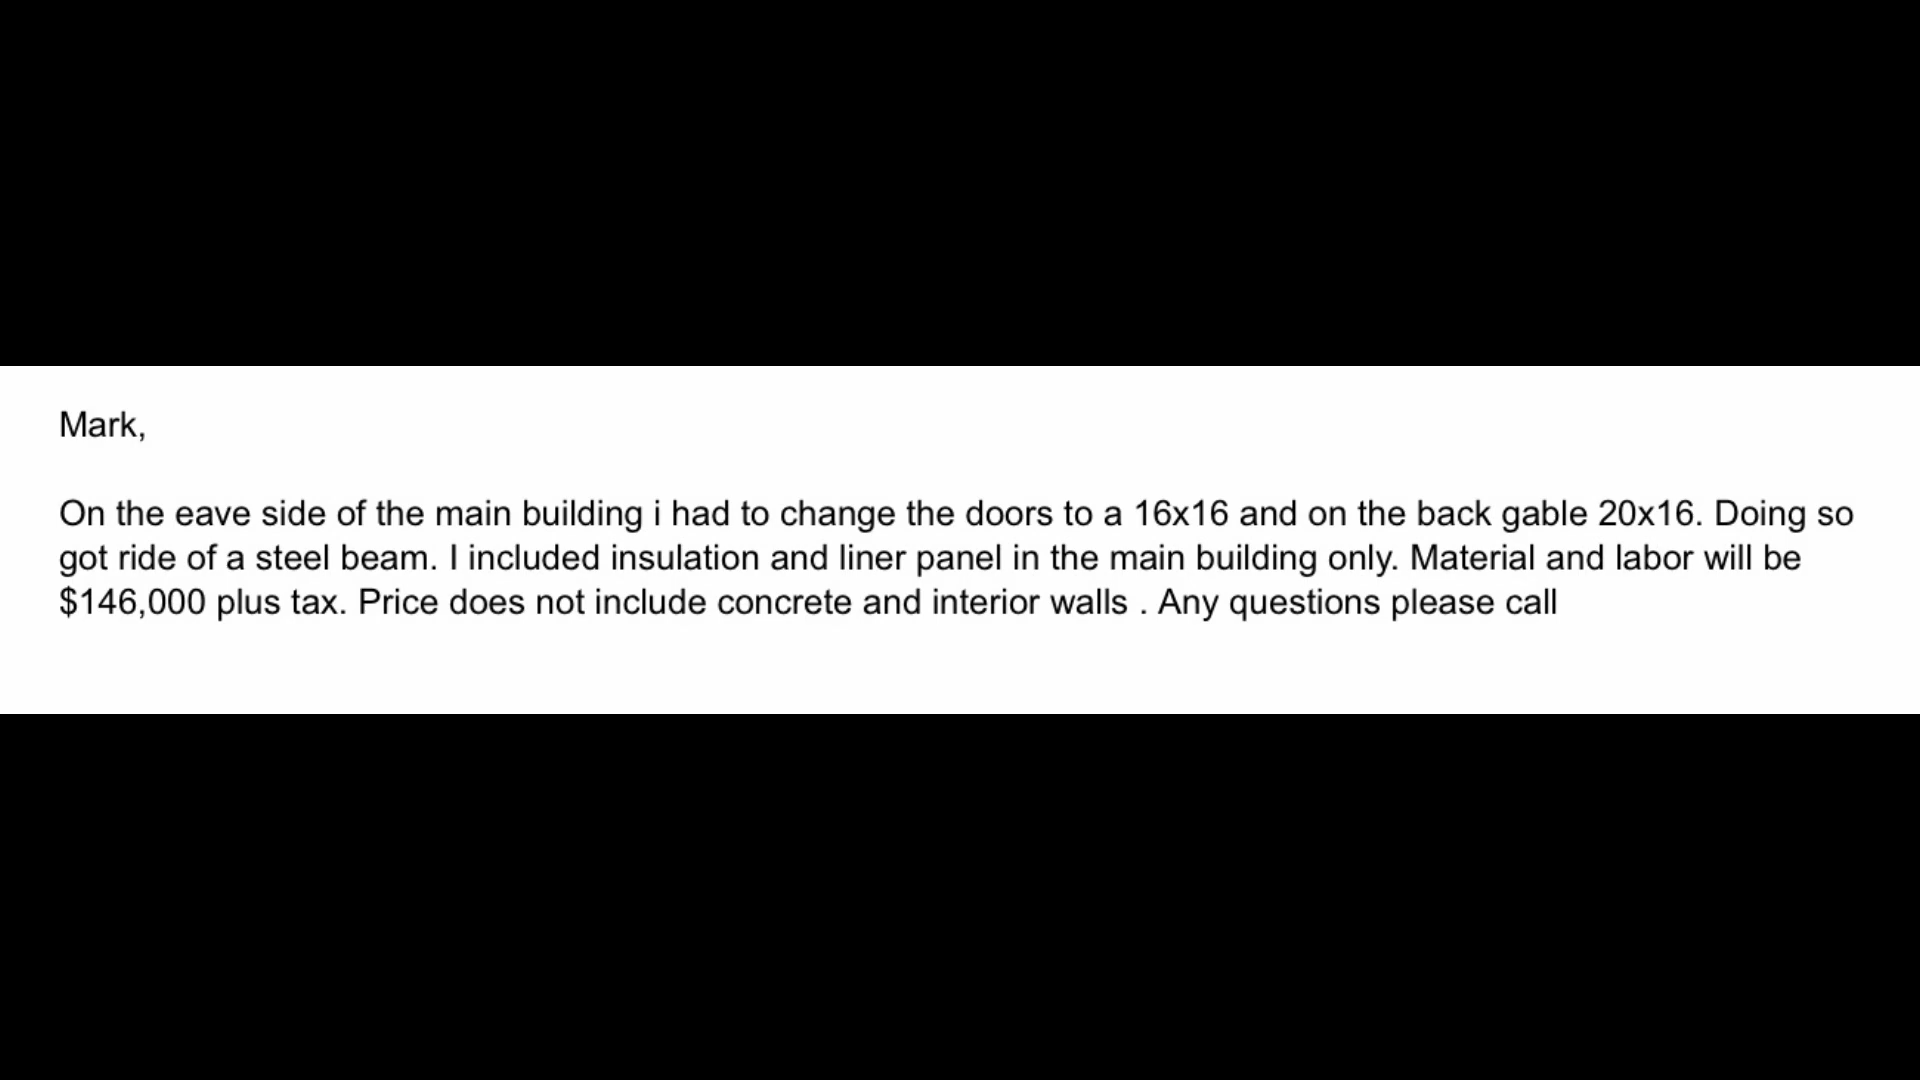 Mark,
On the eave side of the main building i had to change the doors to a 16x16 and on the back gable 20x16. Doing so
got ride of a steel beam. I included insulation and liner panel in the main building only. Material and labor will be
$146,000 plus tax. Price does not include concrete and interior walls . Any questions please call